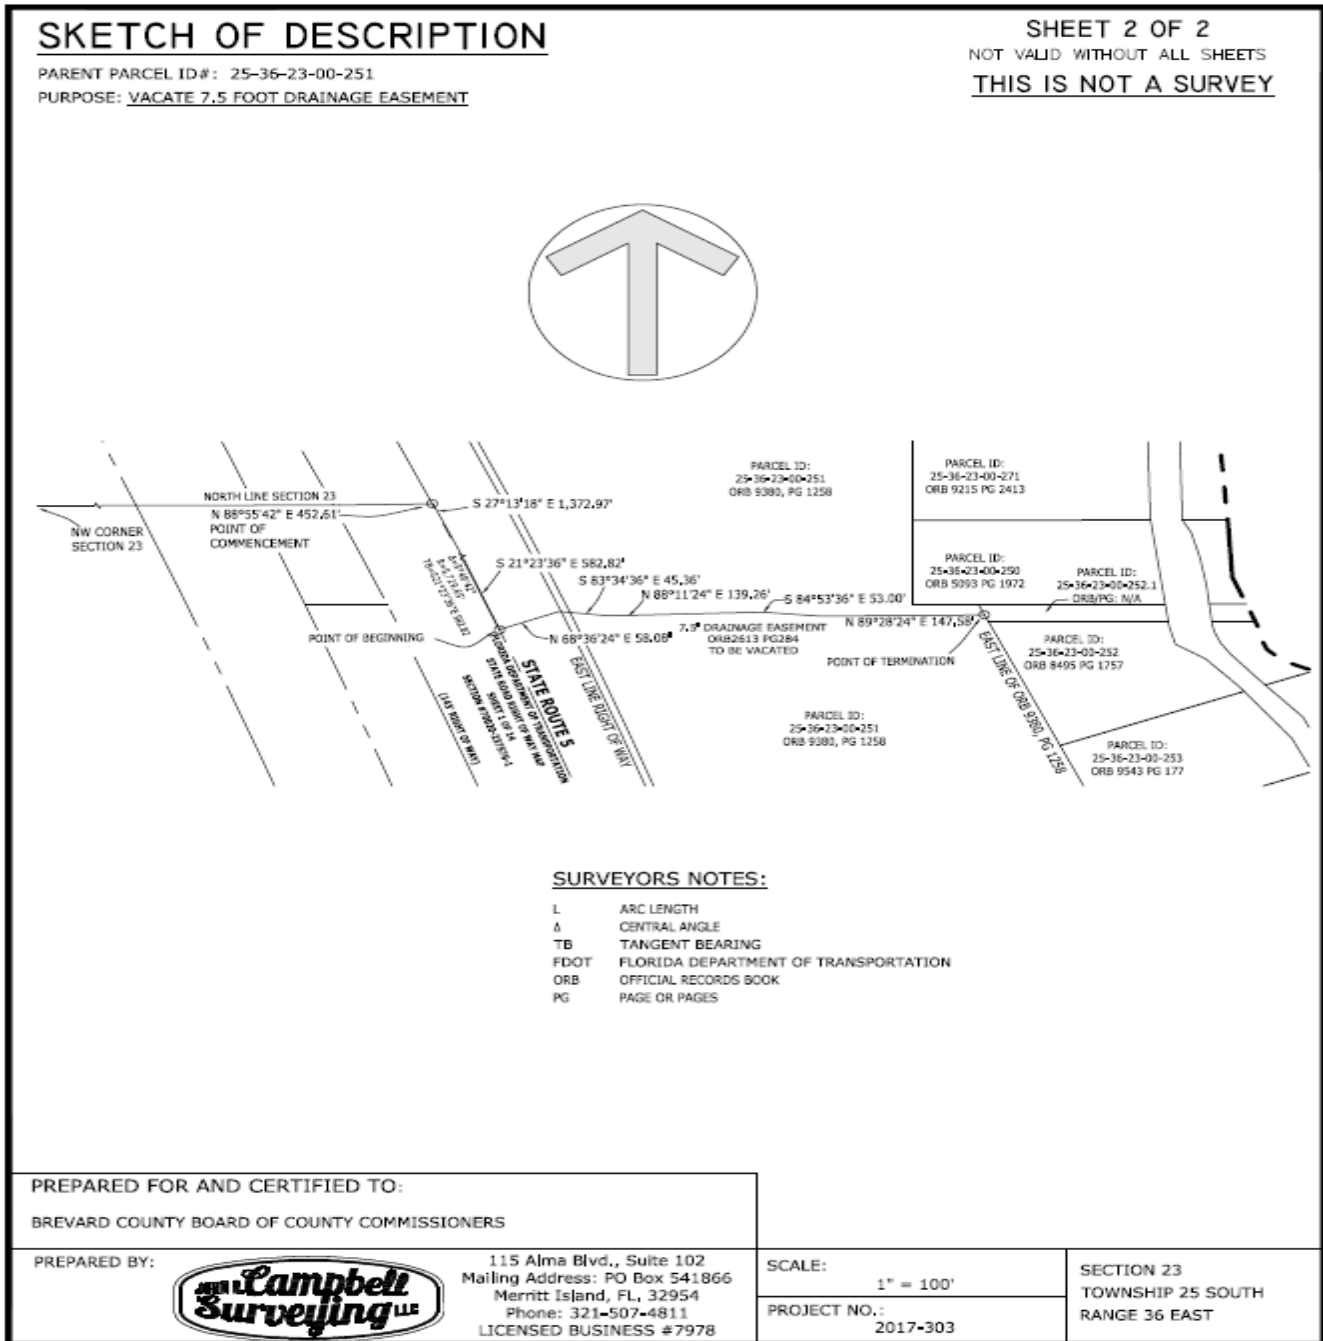 SKETCH OF DESCRIPTION
PARENT PARCEL ID#: 25-36-23-00-251
PURPOSE: VACATE 7.5 FOOT DRAINAGE EASEMENT
SHEET 2 OF 2
NOT VALID WITHOUT ALL SHEETS
THIS IS NOT A SURVEY
NORTH LINE SECTION 23
N 88°55'42" E 452.61'
POINT OF
COMMENCEMENT
NW CORNER
SECTION 23
S 27°13'18" E 1,372.97'
S 21°23'36" E 582.82'
S 83°34'36" E 45.36'
N 88°11'24" E 139.26'
S 84°53'36" E 53.00'
N 89°28'24" E 147.58'
N 68°36'24" E 58.08'
POINT OF BEGINNING
7.5' DRAINAGE EASEMENT
ORB2613 PG284
TO BE VACATED
POINT OF TERMINATION
STATE ROUTE 5
FLORIDA DEPARTMENT OF TRANSPORTATION
STATE ROAD RIGHT OF WAY MAP
SHEET 1 OF 14
(145' RIGHT OF WAY)
EAST LINE RIGHT OF WAY
EAST LINE OF ORB 9380, PG 1258
PARCEL ID:
25-36-23-00-251
ORB 9380, PG 1258
PARCEL ID:
25-36-23-00-271
ORB 9215 PG 2413
PARCEL ID:
25-36-23-00-250
ORB 5093 PG 1972
PARCEL ID:
25-36-23-00-252.1
ORB/PG: N/A
PARCEL ID:
25-36-23-00-252
ORB 8495 PG 1757
PARCEL ID:
25-36-23-00-251
ORB 9380, PG 1258
PARCEL ID:
25-36-23-00-253
ORB 9543 PG 177
SURVEYORS NOTES:
L ARC LENGTH
Δ CENTRAL ANGLE
TB TANGENT BEARING
FDOT FLORIDA DEPARTMENT OF TRANSPORTATION
ORB OFFICIAL RECORDS BOOK
PG PAGE OR PAGES
PREPARED FOR AND CERTIFIED TO:
BREVARD COUNTY BOARD OF COUNTY COMMISSIONERS
PREPARED BY:
Campbell
Surveying LLC
115 Alma Blvd., Suite 102
Mailing Address: PO Box 541866
Merritt Island, FL, 32954
Phone: 321-507-4811
LICENSED BUSINESS #7978
SCALE:
1" = 100'
PROJECT NO.:
2017-303
SECTION 23
TOWNSHIP 25 SOUTH
RANGE 36 EAST